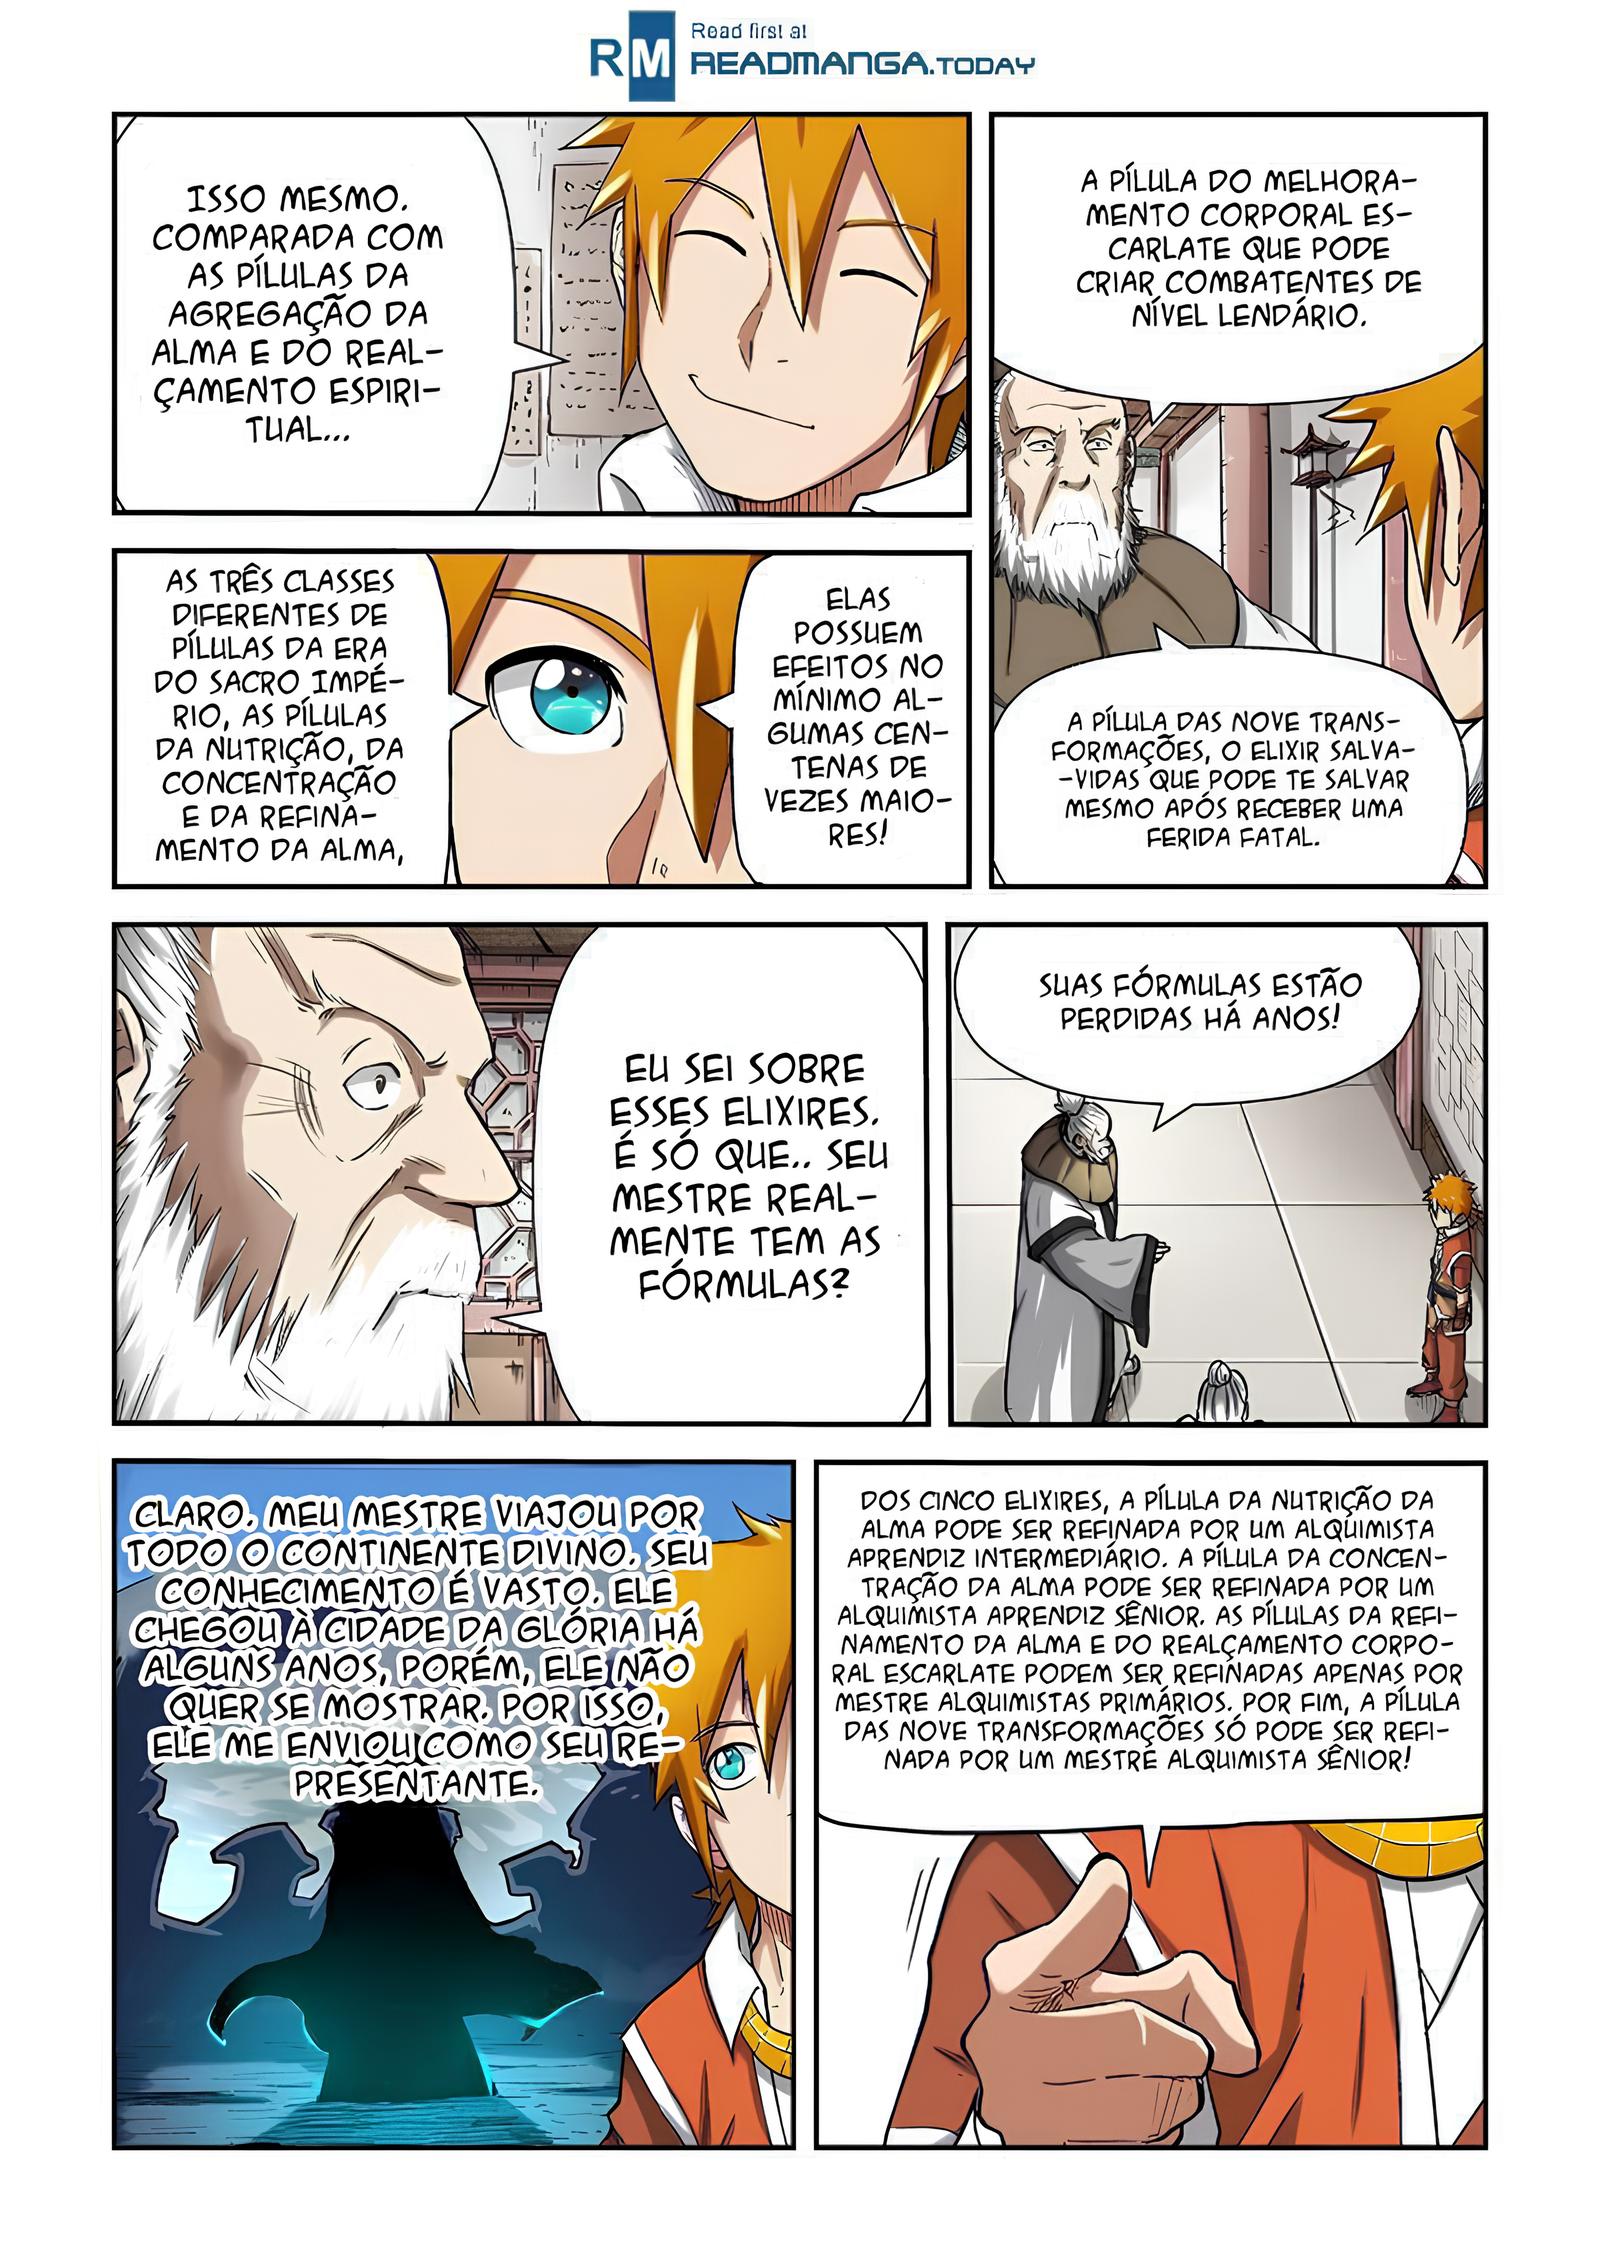 Read first at
RM READMANGA.TODAY
ISSO MESMO.
COMPARADA COM
AS PÍLULAS DA
AGREGAÇÃO DA
ALMA E DO REAL-
ÇAMENTO ESPIRI-
TUAL...
A PÍLULA DO MELHORA-
MENTO CORPORAL ES-
CARLATE QUE PODE
CRIAR COMBATENTES DE
NÍVEL LENDÁRIO.
A PÍLULA DAS NOVE TRANS-
FORMAÇÕES, O ELIXIR SALVA-
-VIDAS QUE PODE TE SALVAR
MESMO APÓS RECEBER UMA
FERIDA FATAL.
AS TRÊS CLASSES
DIFERENTES DE
PÍLULAS DA ERA
DO SACRO IMPÉ-
RIO, AS PÍLULAS
DA NUTRIÇÃO, DA
CONCENTRAÇÃO
E DA REFINA-
MENTO DA ALMA,
ELAS
POSSUEM
EFEITOS NO
MÍNIMO AL-
GUMAS CEN-
TENAS DE
VEZES MAIO-
RES!
EU SEI SOBRE
ESSES ELIXIRES.
É SÓ QUE.. SEU
MESTRE REAL-
MENTE TEM AS
FÓRMULAS?
SUAS FÓRMULAS ESTÃO
PERDIDAS HÁ ANOS!
CLARO. MEU MESTRE VIAJOU POR
TODO O CONTINENTE DIVINO. SEU
CONHECIMENTO É VASTO. ELE
CHEGOU À CIDADE DA GLÓRIA HÁ
ALGUNS ANOS, PORÉM, ELE NÃO
QUER SE MOSTRAR. POR ISSO,
ELE ME ENVIOU COMO SEU RE-
PRESENTANTE.
DOS CINCO ELIXIRES, A PÍLULA DA NUTRIÇÃO DA
ALMA PODE SER REFINADA POR UM ALQUIMISTA
APRENDIZ INTERMEDIÁRIO. A PÍLULA DA CONCEN-
TRAÇÃO DA ALMA PODE SER REFINADA POR UM
ALQUIMISTA APRENDIZ SÊNIOR. AS PÍLULAS DA REFI-
NAMENTO DA ALMA E DO REALÇAMENTO CORPO-
RAL ESCARLATE PODEM SER REFINADAS APENAS POR
MESTRE ALQUIMISTAS PRIMÁRIOS. POR FIM, A PÍLULA
DAS NOVE TRANSFORMAÇÕES SÓ PODE SER REFI-
NADA POR UM MESTRE ALQUIMISTA SÊNIOR!